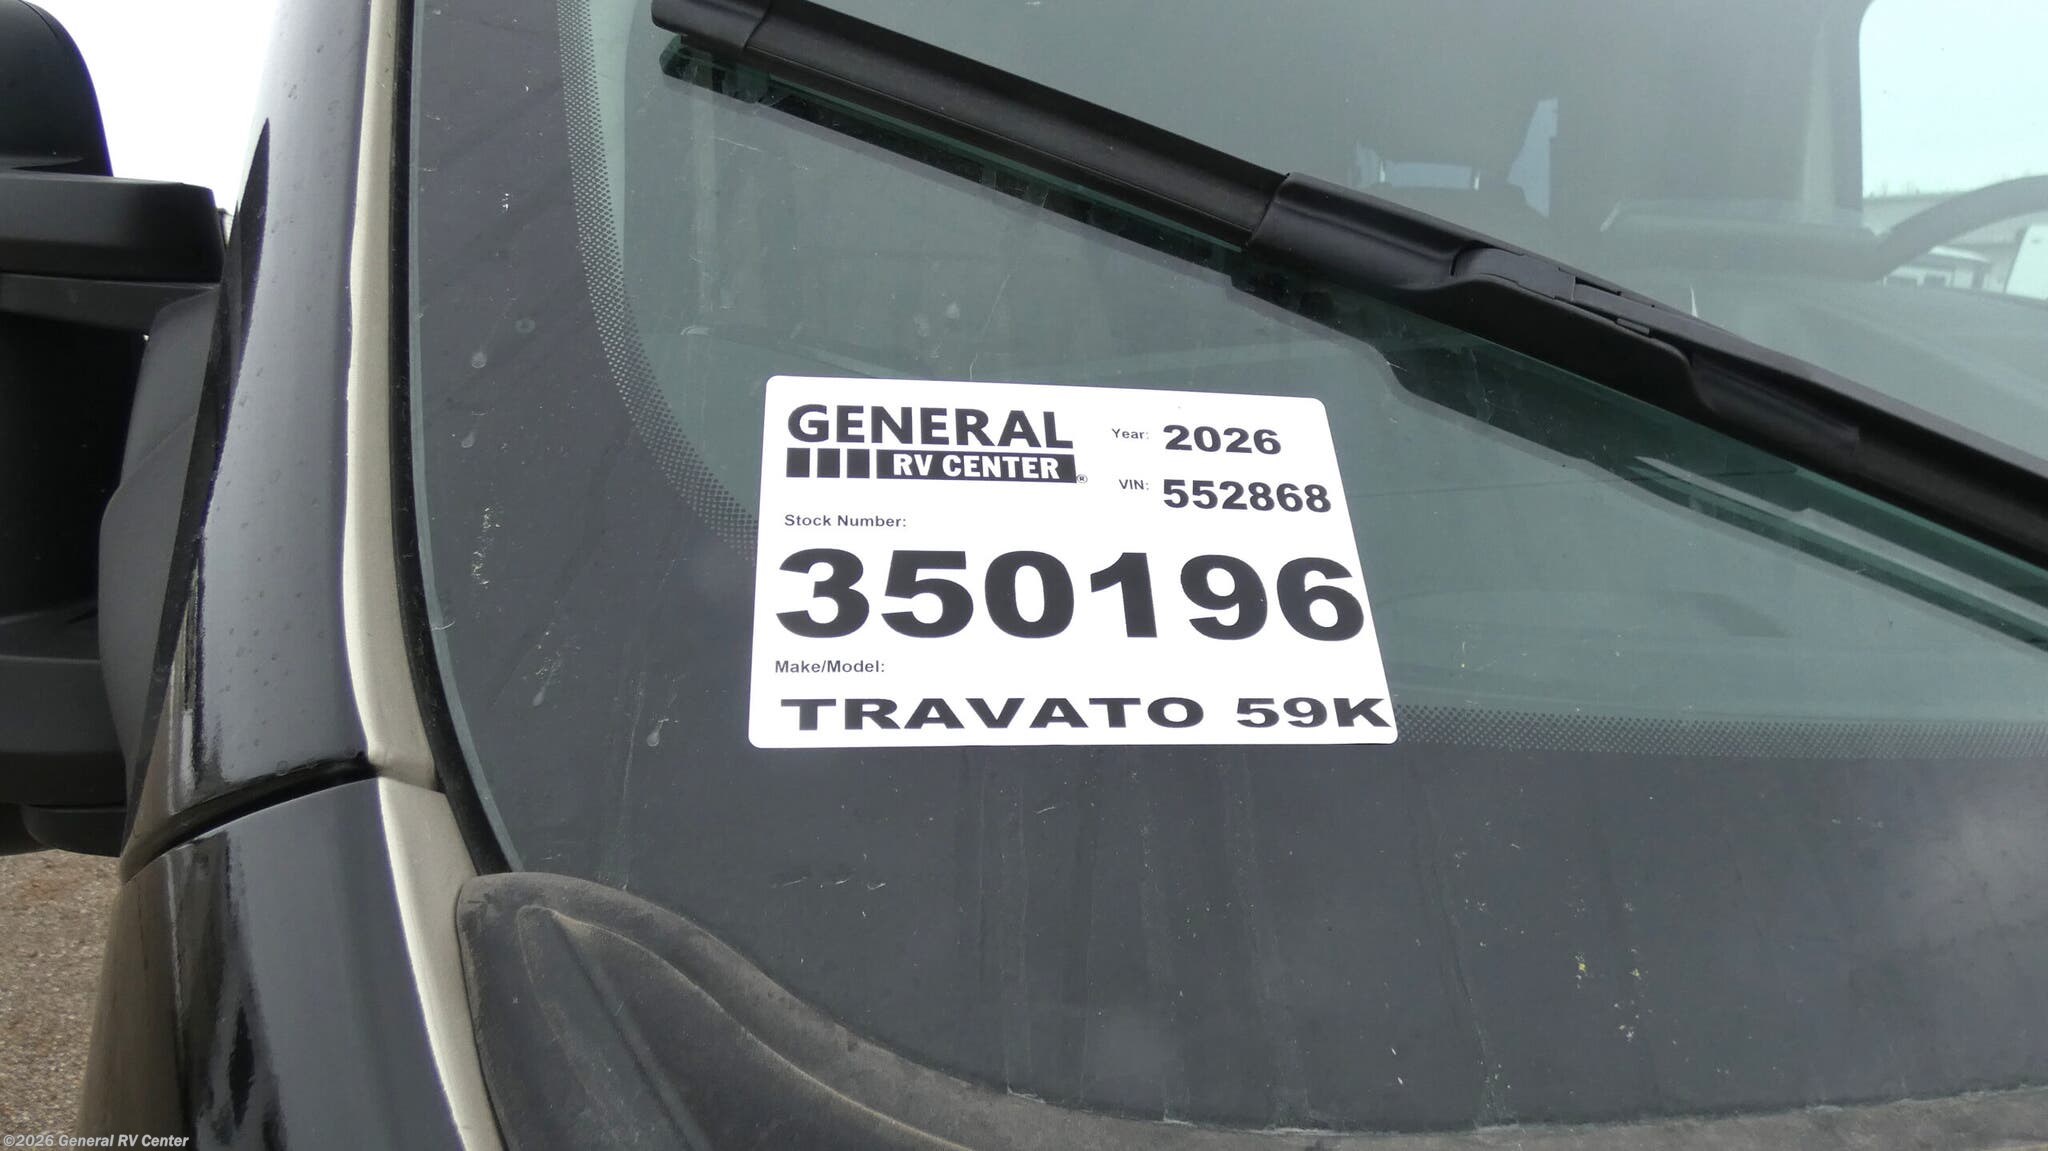 GENERAL
RV CENTER®
Year: 2026
VIN: 552868
Stock Number:
350196
Make/Model:
TRAVATO 59K
©2026 General RV Center